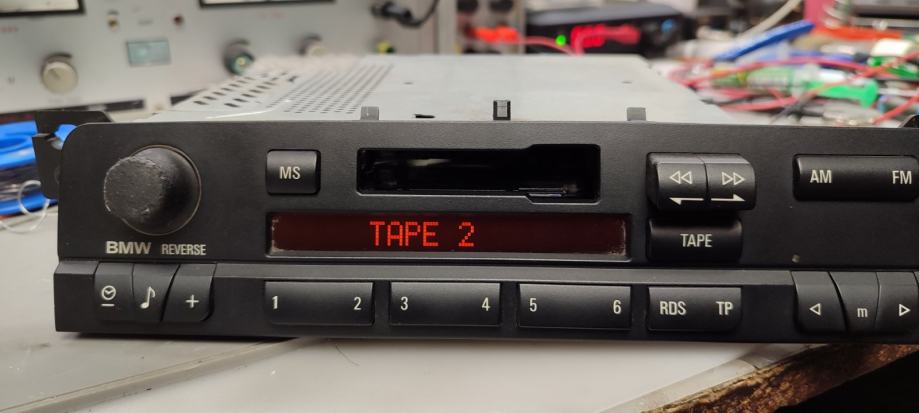 MS
AM FM
TAPE 2
TAPE
BMW REVERSE
1 2 3 4 5 6 RDS TP
m